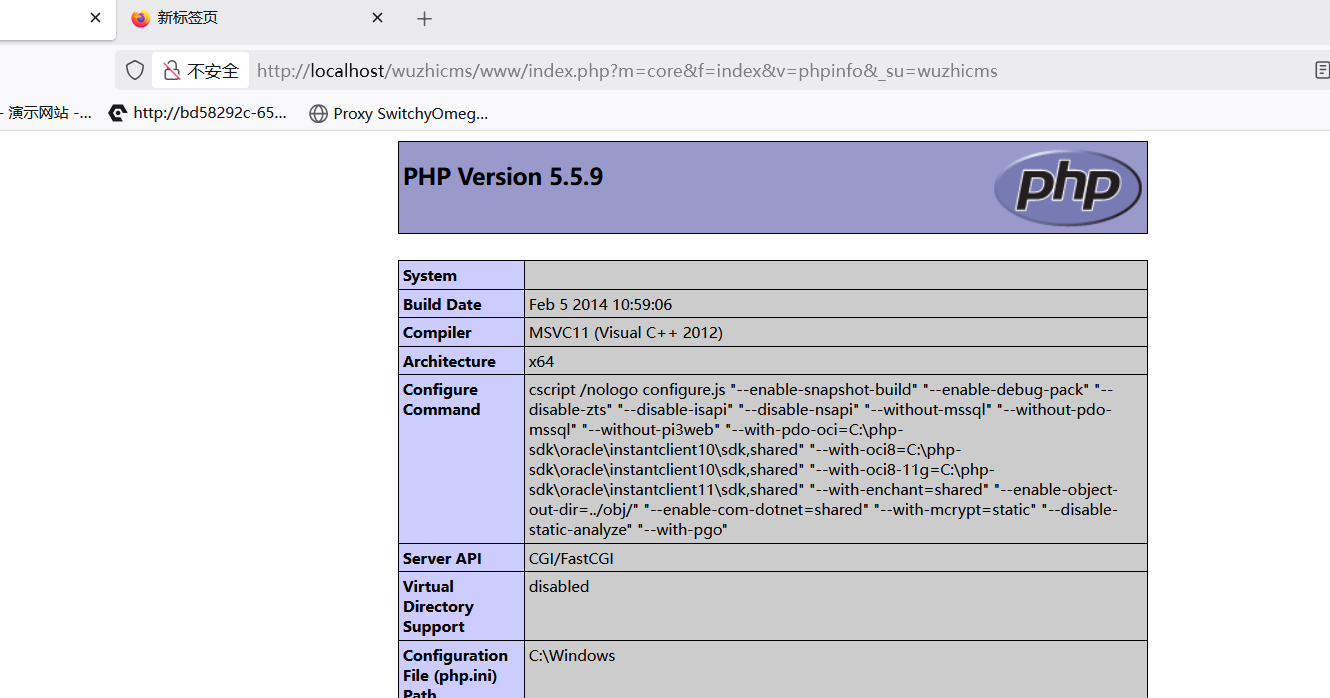 新标签页
不安全
http://localhost/wuzhicms/www/index.php?m=core&f=index&v=phpinfo&_su=wuzhicms
- 演示网站 -...
http://bd58292c-65...
Proxy SwitchyOmeg...
PHP Version 5.5.9
php
System
Build Date
Feb 5 2014 10:59:06
Compiler
MSVC11 (Visual C++ 2012)
Architecture
x64
Configure
Command
cscript /nologo configure.js "--enable-snapshot-build" "--enable-debug-pack" "--
disable-zts" "--disable-isapi" "--disable-nsapi" "--without-mssql" "--without-pdo-
mssql" "--without-pi3web" "--with-pdo-oci=C:\php-
sdk\oracle\instantclient10\sdk,shared" "--with-oci8=C:\php-
sdk\oracle\instantclient10\sdk,shared" "--with-oci8-11g=C:\php-
sdk\oracle\instantclient11\sdk,shared" "--with-enchant=shared" "--enable-object-
out-dir=../obj/" "--enable-com-dotnet=shared" "--with-mcrypt=static" "--disable-
static-analyze" "--with-pgo"
Server API
CGI/FastCGI
Virtual
Directory
Support
disabled
Configuration
File (php.ini)
Path
C:\Windows